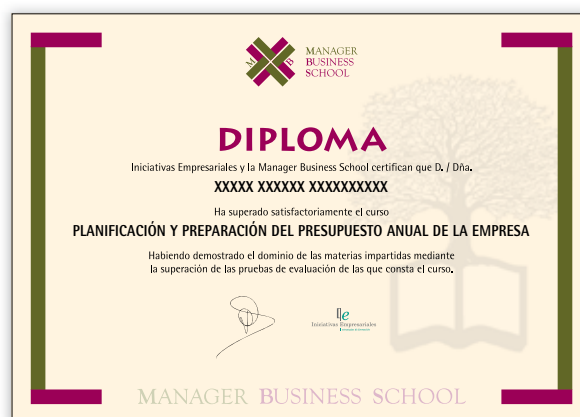 M B S
MANAGER
BUSINESS
SCHOOL
DIPLOMA
Iniciativas Empresariales y la Manager Business School certifican que D. / Dña.
XXXXX XXXXXX XXXXXXXXXX
Ha superado satisfactoriamente el curso
PLANIFICACIÓN Y PREPARACIÓN DEL PRESUPUESTO ANUAL DE LA EMPRESA
Habiendo demostrado el dominio de las materias impartidas mediante
la superación de las pruebas de evaluación de las que consta el curso.
Iniciativas Empresariales
MANAGER BUSINESS SCHOOL